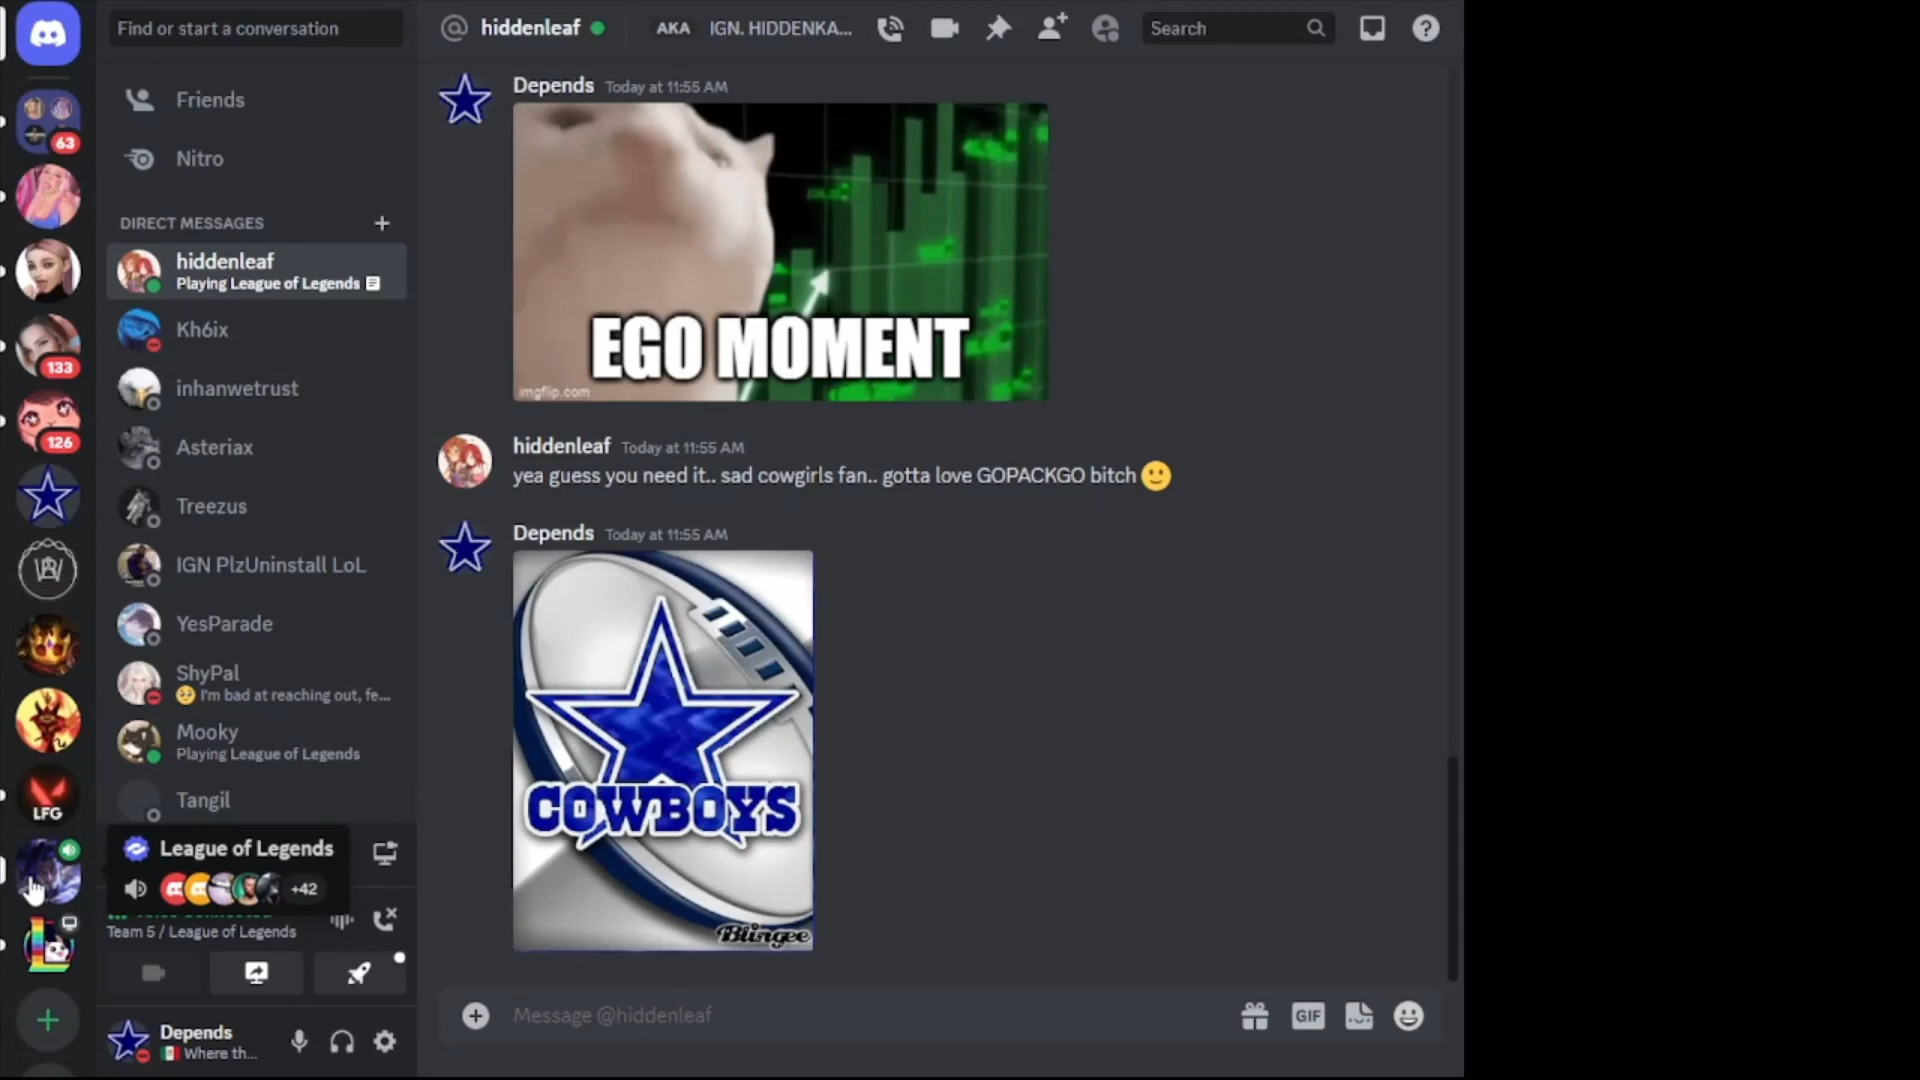 Find or start a conversation
hiddenleaf
AKA IGN. HIDDENKA...
Search
Friends
Nitro
DIRECT MESSAGES
hiddenleaf
Playing League of Legends
Kh6ix
inhanwetrust
Asteriax
Treezus
IGN PlzUninstall LoL
YesParade
ShyPal
I'm bad at reaching out, fe...
Mooky
Playing League of Legends
Tangil
League of Legends
+42
Team 5 / League of Legends
Depends
Where th...
63
133
126
LFG
Depends Today at 11:55 AM
EGO MOMENT
imgflip.com
hiddenleaf Today at 11:55 AM
yea guess you need it.. sad cowgirls fan.. gotta love GOPACKGO bitch
Depends Today at 11:55 AM
COWBOYS
Blingee
Message @hiddenleaf
GIF